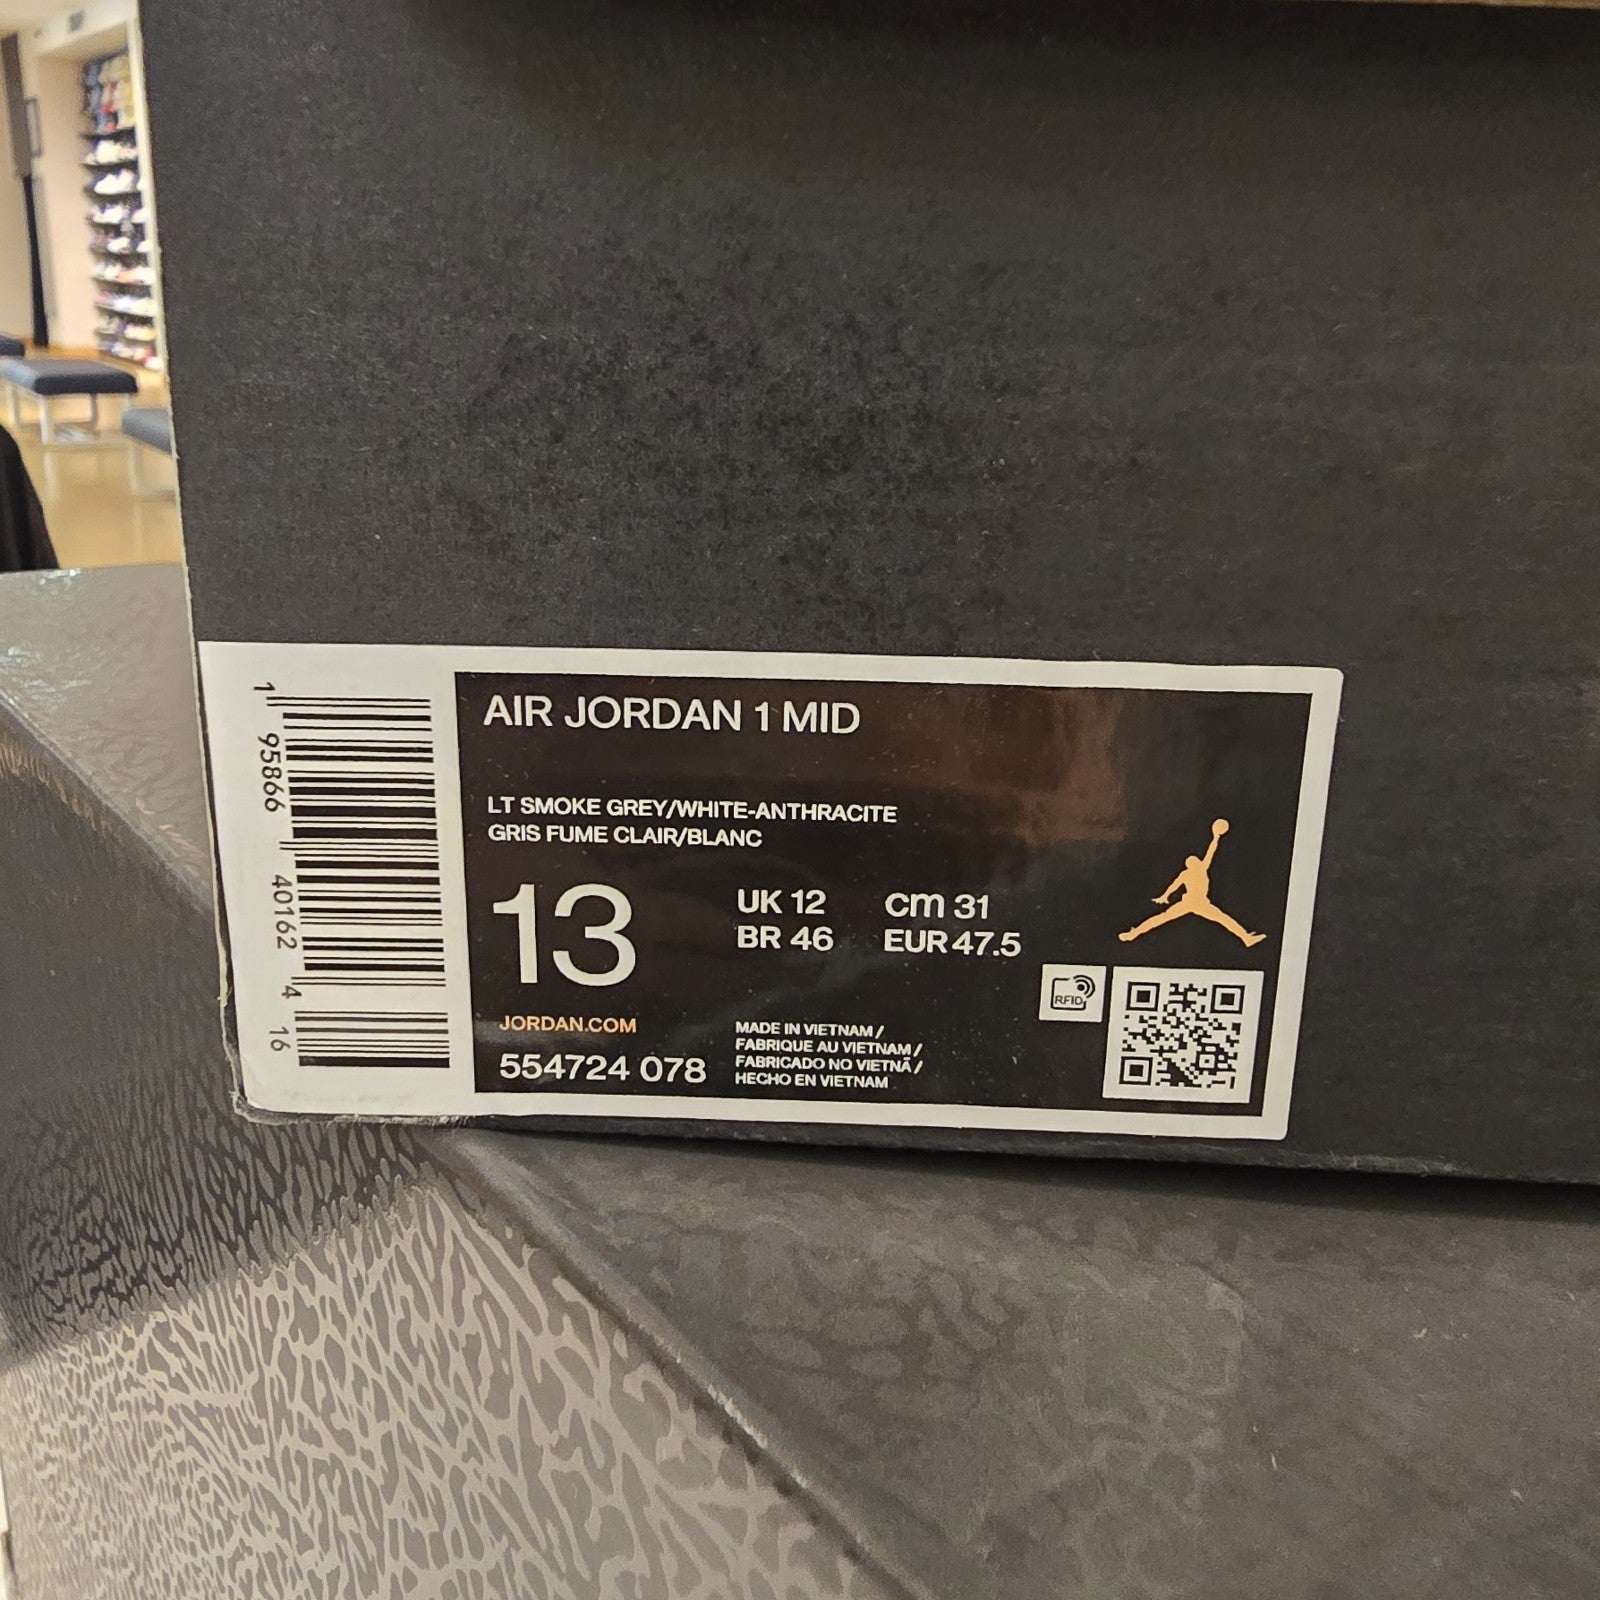 AIR JORDAN 1 MID
LT SMOKE GREY/WHITE-ANTHRACITE
GRIS FUME CLAIR/BLANC
13
UK 12
BR 46
cm 31
EUR 47.5
RFID
JORDAN.COM
554724 078
MADE IN VIETNAM /
FABRIQUE AU VIETNAM /
FABRICADO NO VIETNÃ /
HECHO EN VIETNAM
1 95866 40162 4 16